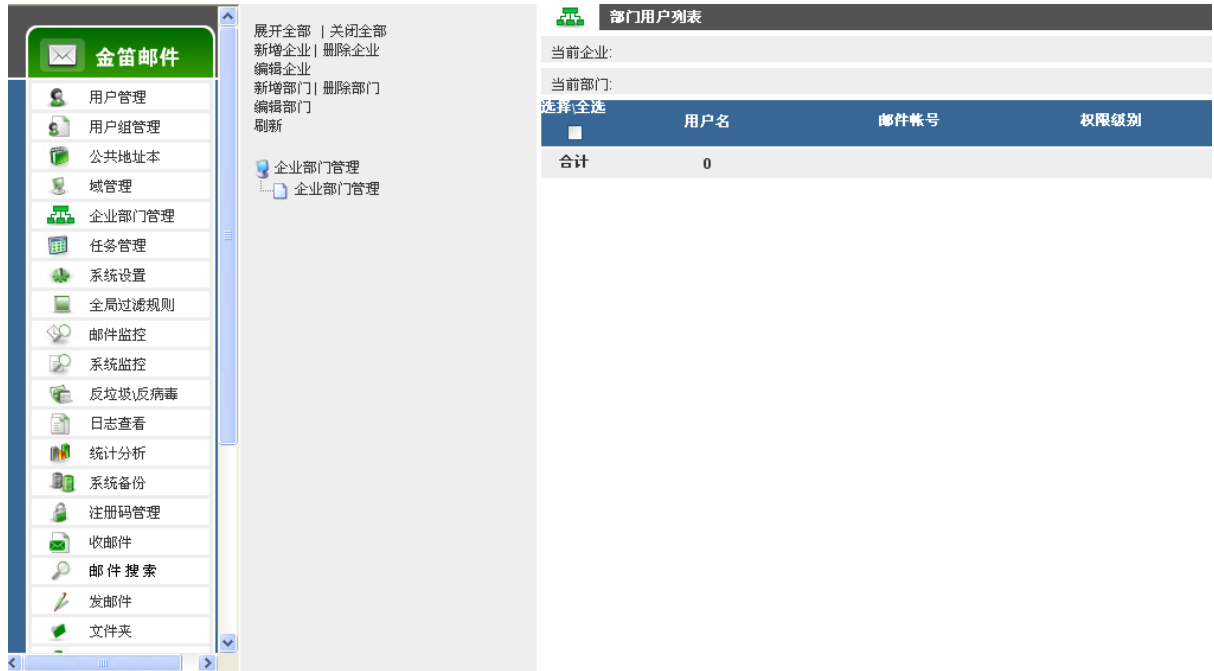 金笛邮件
用户管理
用户组管理
公共地址本
域管理
企业部门管理
任务管理
系统设置
全局过滤规则
邮件监控
系统监控
反垃圾\反病毒
日志查看
统计分析
系统备份
注册码管理
收邮件
邮件搜索
发邮件
文件夹
展开全部 | 关闭全部
新增企业 | 删除企业
编辑企业
新增部门 | 删除部门
编辑部门
刷新
企业部门管理
企业部门管理
部门用户列表
当前企业:
当前部门:
选择\全选 用户名 邮件帐号 权限级别
合计 0